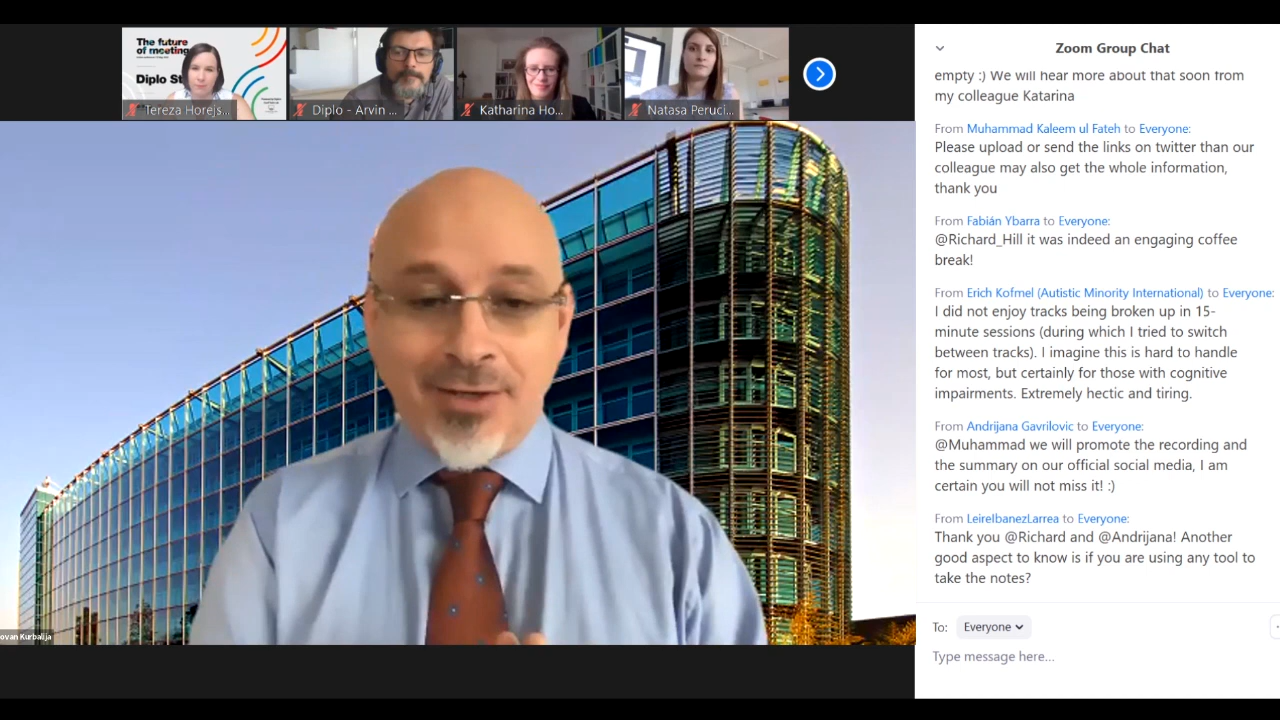 The future
of meeting
Diplo St
Tereza Horejs...
Diplo - Arvin ...
Katharina Ho...
Natasa Peruci...
ovan Kurbalija
Zoom Group Chat
empty :) We will hear more about that soon from
my colleague Katarina
From Muhammad Kaleem ul Fateh to Everyone:
Please upload or send the links on twitter than our
colleague may also get the whole information,
thank you
From Fabián Ybarra to Everyone:
@Richard_Hill it was indeed an engaging coffee
break!
From Erich Kofmel (Autistic Minority International) to Everyone:
I did not enjoy tracks being broken up in 15-
minute sessions (during which I tried to switch
between tracks). I imagine this is hard to handle
for most, but certainly for those with cognitive
impairments. Extremely hectic and tiring.
From Andrijana Gavrilovic to Everyone:
@Muhammad we will promote the recording and
the summary on our official social media, I am
certain you will not miss it! :)
From LeireIbanezLarrea to Everyone:
Thank you @Richard and @Andrijana! Another
good aspect to know is if you are using any tool to
take the notes?
To: Everyone
Type message here...